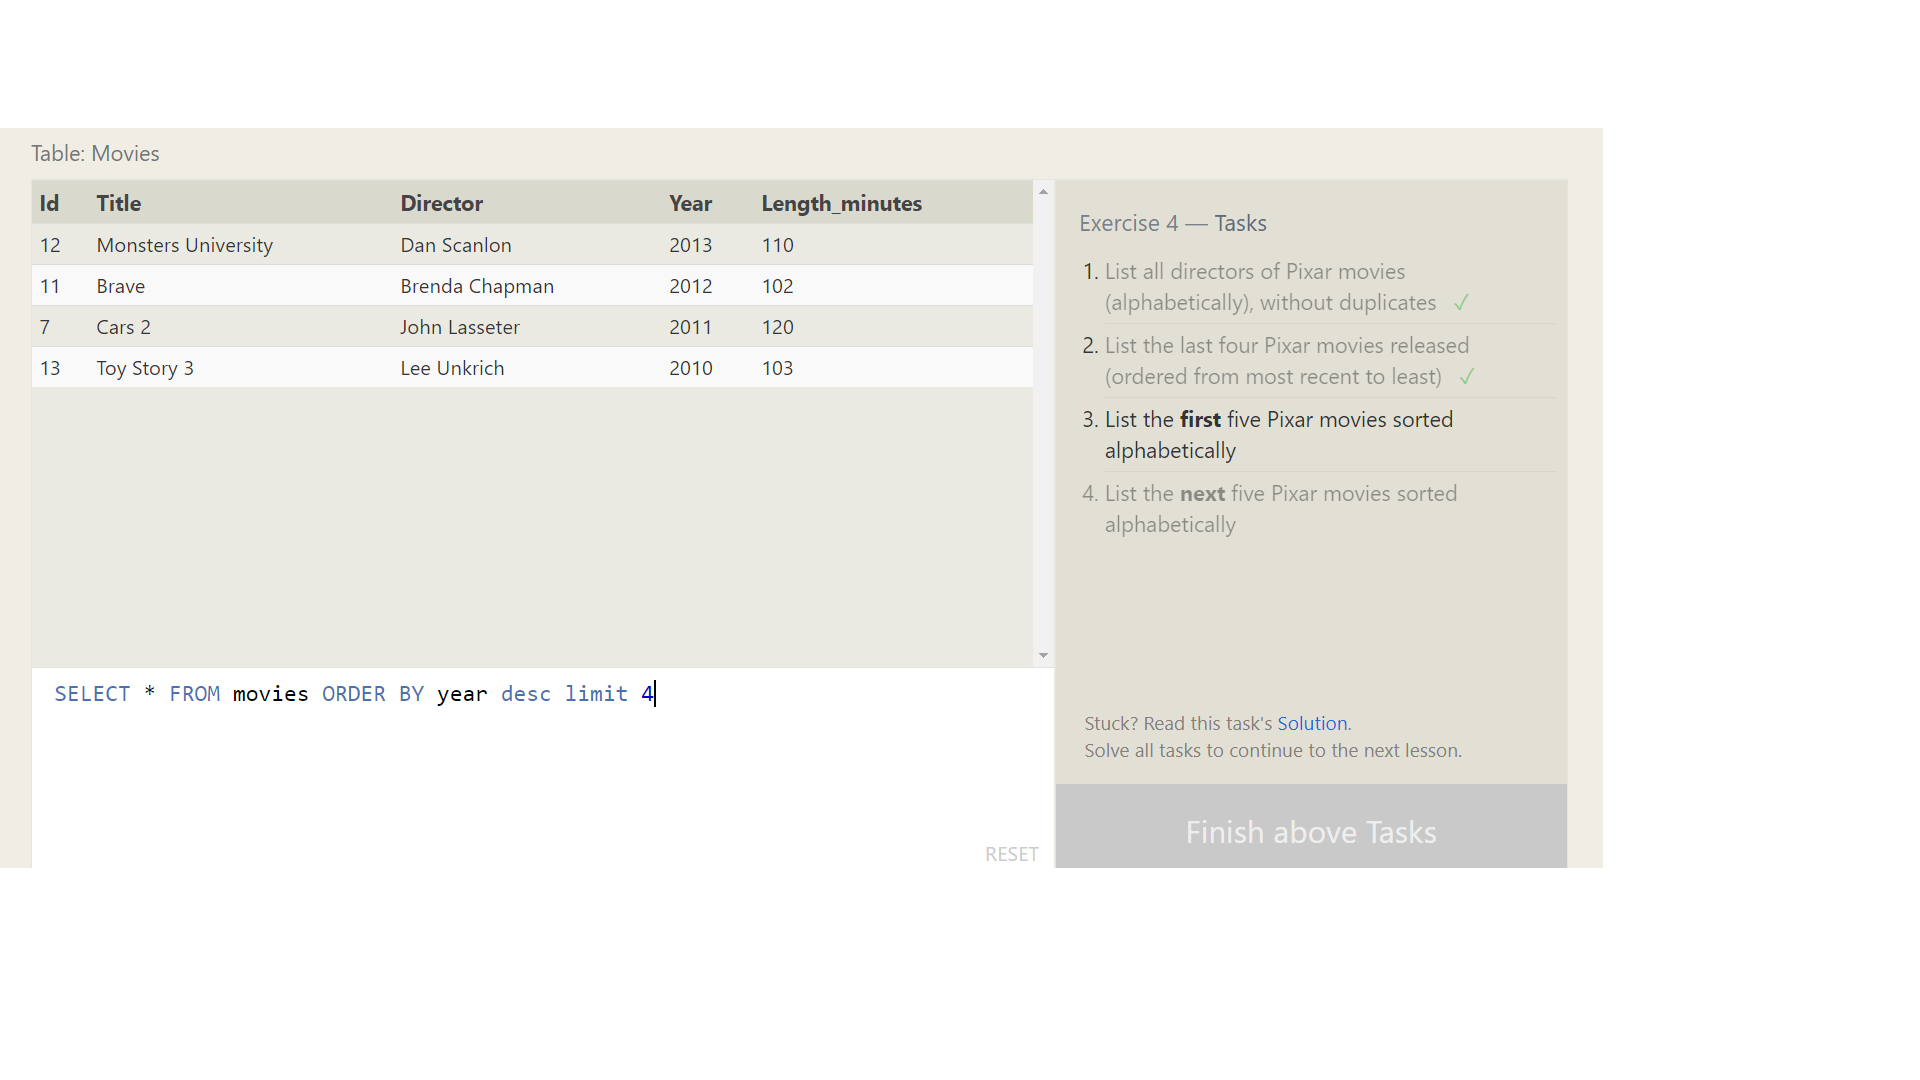 Table: Movies
Id Title Director Year Length_minutes
12 Monsters University Dan Scanlon 2013 110
11 Brave Brenda Chapman 2012 102
7 Cars 2 John Lasseter 2011 120
13 Toy Story 3 Lee Unkrich 2010 103
SELECT * FROM movies ORDER BY year desc limit 4
RESET
Exercise 4 — Tasks
1. List all directors of Pixar movies
(alphabetically), without duplicates ✓
2. List the last four Pixar movies released
(ordered from most recent to least) ✓
3. List the first five Pixar movies sorted
alphabetically
4. List the next five Pixar movies sorted
alphabetically
Stuck? Read this task's Solution.
Solve all tasks to continue to the next lesson.
Finish above Tasks